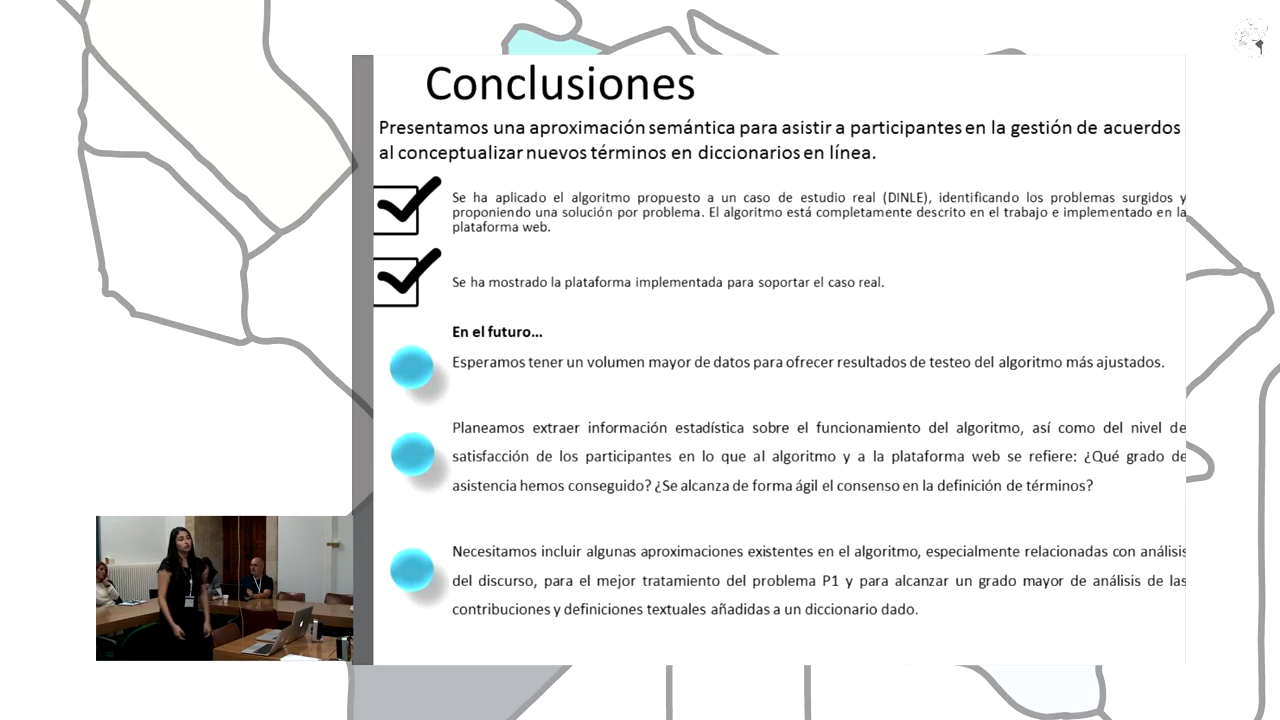 Conclusiones
Presentamos una aproximación semántica para asistir a participantes en la gestión de acuerdos
al conceptualizar nuevos términos en diccionarios en línea.
Se ha aplicado el algoritmo propuesto a un caso de estudio real (DINLE), identificando los problemas surgidos y
proponiendo una solución por problema. El algoritmo está completamente descrito en el trabajo e implementado en la
plataforma web.
Se ha mostrado la plataforma implementada para soportar el caso real.
En el futuro...
Esperamos tener un volumen mayor de datos para ofrecer resultados de testeo del algoritmo más ajustados.
Planeamos extraer información estadística sobre el funcionamiento del algoritmo, así como del nivel de
satisfacción de los participantes en lo que al algoritmo y a la plataforma web se refiere: ¿Qué grado de
asistencia hemos conseguido? ¿Se alcanza de forma ágil el consenso en la definición de términos?
Necesitamos incluir algunas aproximaciones existentes en el algoritmo, especialmente relacionadas con análisis
del discurso, para el mejor tratamiento del problema P1 y para alcanzar un grado mayor de análisis de las
contribuciones y definiciones textuales añadidas a un diccionario dado.